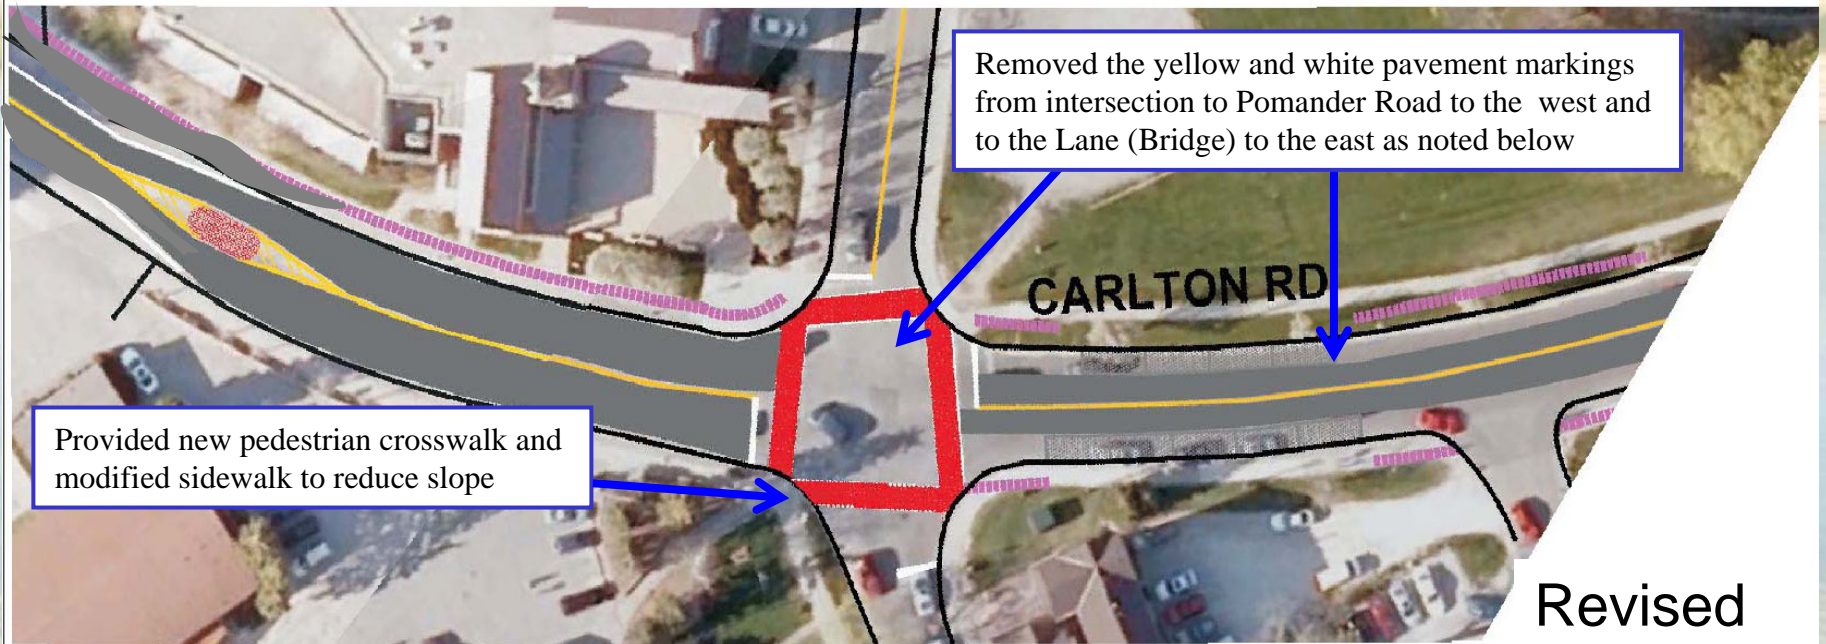 Removed the yellow and white pavement markings
from intersection to Pomander Road to the west and
to the Lane (Bridge) to the east as noted below
CARLTON RD
Provided new pedestrian crosswalk and
modified sidewalk to reduce slope
Revised